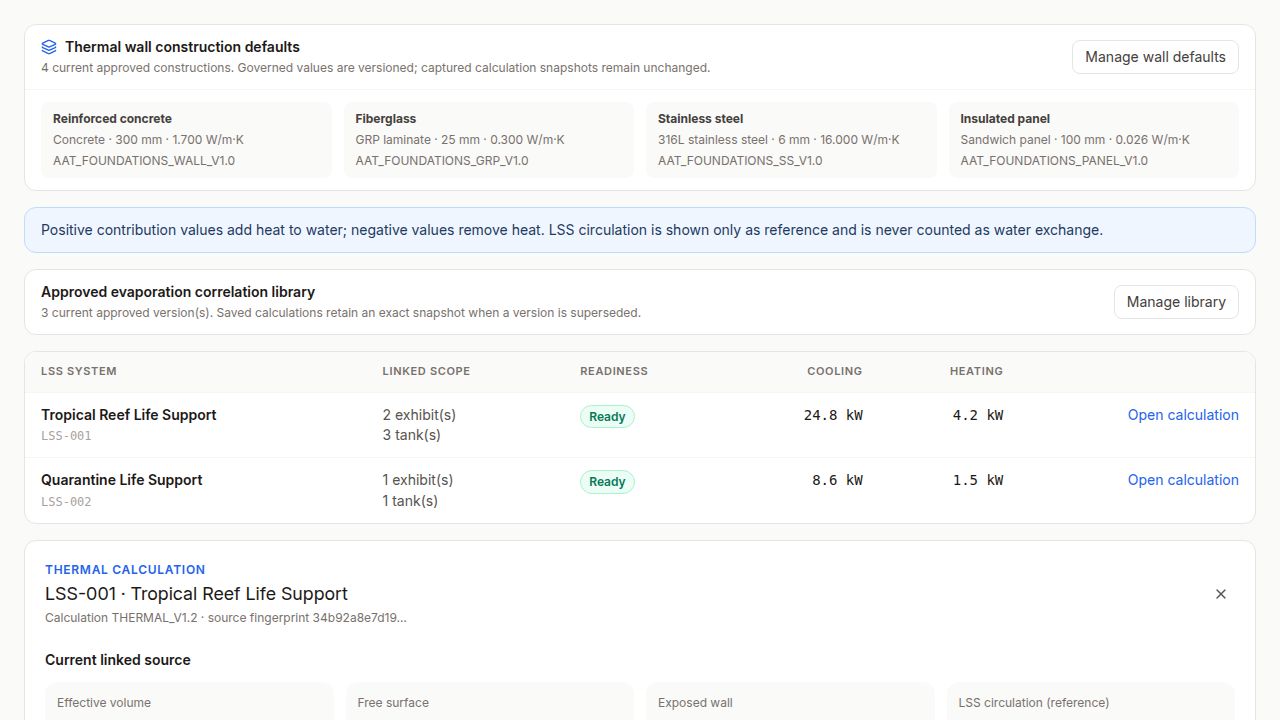 Thermal wall construction defaults
4 current approved constructions. Governed values are versioned; captured calculation snapshots remain unchanged.
Manage wall defaults
Reinforced concrete
Concrete · 300 mm · 1.700 W/m·K
AAT_FOUNDATIONS_WALL_V1.0
Fiberglass
GRP laminate · 25 mm · 0.300 W/m·K
AAT_FOUNDATIONS_GRP_V1.0
Stainless steel
316L stainless steel · 6 mm · 16.000 W/m·K
AAT_FOUNDATIONS_SS_V1.0
Insulated panel
Sandwich panel · 100 mm · 0.026 W/m·K
AAT_FOUNDATIONS_PANEL_V1.0
Positive contribution values add heat to water; negative values remove heat. LSS circulation is shown only as reference and is never counted as water exchange.
Approved evaporation correlation library
3 current approved version(s). Saved calculations retain an exact snapshot when a version is superseded.
Manage library
LSS SYSTEM LINKED SCOPE READINESS COOLING HEATING
Tropical Reef Life Support 2 exhibit(s) Ready 24.8 kW 4.2 kW Open calculation
LSS-001 3 tank(s)
Quarantine Life Support 1 exhibit(s) Ready 8.6 kW 1.5 kW Open calculation
LSS-002 1 tank(s)
THERMAL CALCULATION
LSS-001 · Tropical Reef Life Support
Calculation THERMAL_V1.2 · source fingerprint 34b92a8e7d19...
Current linked source
Effective volume Free surface Exposed wall LSS circulation (reference)